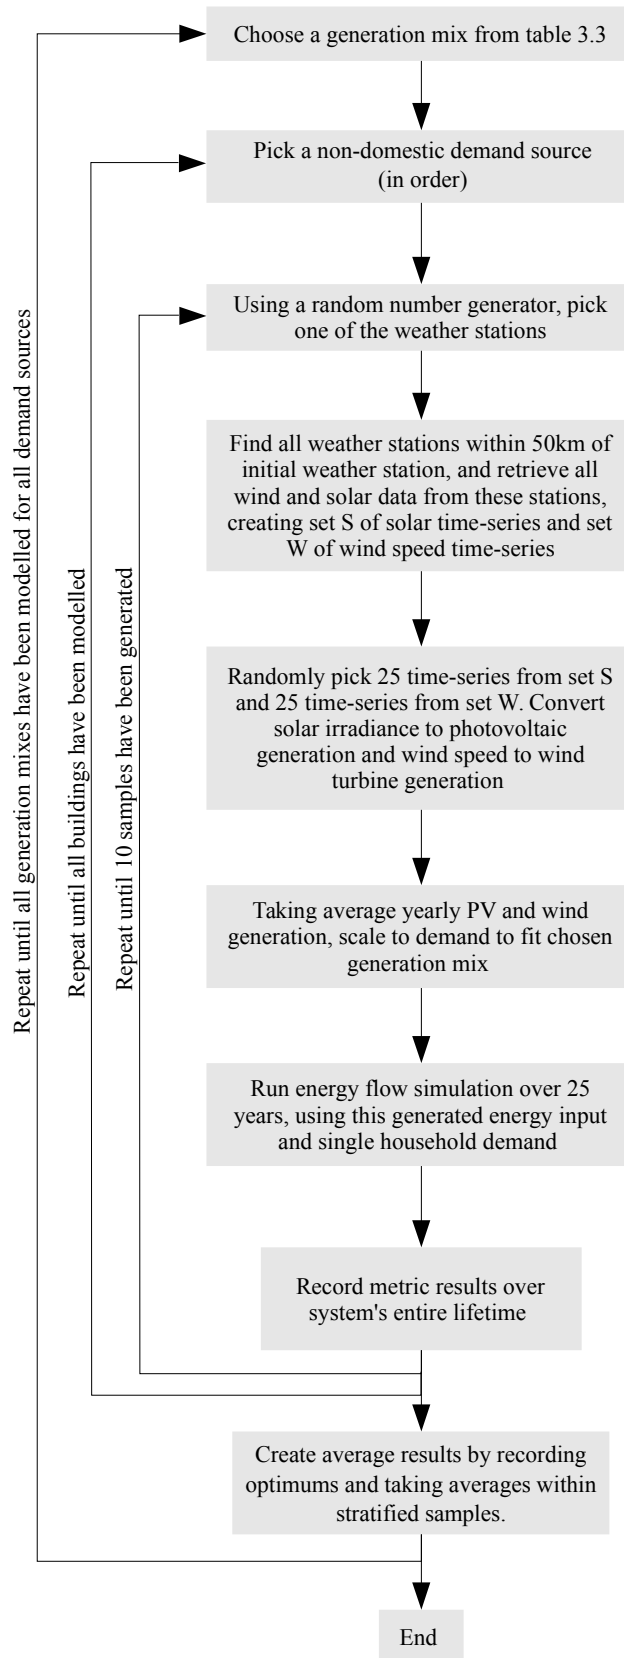 Choose a generation mix from table 3.3
Pick a non-domestic demand source
(in order)
Using a random number generator, pick
one of the weather stations
Find all weather stations within 50km of
initial weather station, and retrieve all
wind and solar data from these stations,
creating set S of solar time-series and set
W of wind speed time-series
Randomly pick 25 time-series from set S
and 25 time-series from set W. Convert
solar irradiance to photovoltaic
generation and wind speed to wind
turbine generation
Taking average yearly PV and wind
generation, scale to demand to fit chosen
generation mix
Run energy flow simulation over 25
years, using this generated energy input
and single household demand
Record metric results over
system's entire lifetime
Create average results by recording
optimums and taking averages within
stratified samples.
End
Repeat until all generation mixes have been modelled for all demand sources
Repeat until all buildings have been modelled
Repeat until 10 samples have been generated